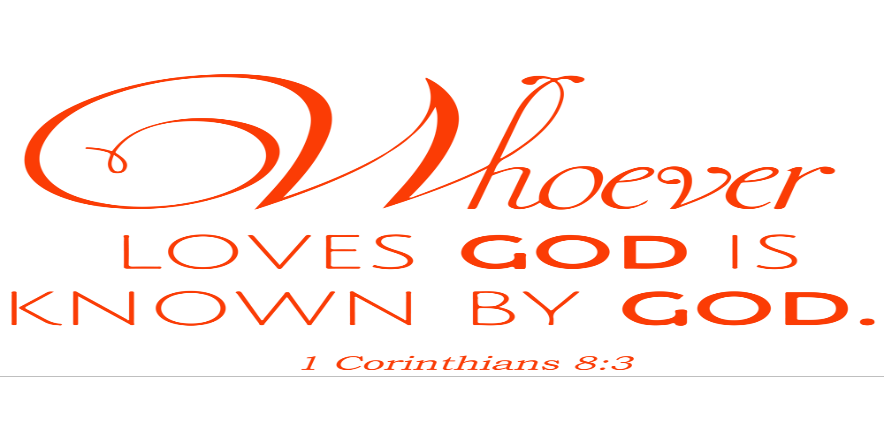 Whoever
LOVES GOD IS
KNOWN BY GOD.
1 Corinthians 8:3